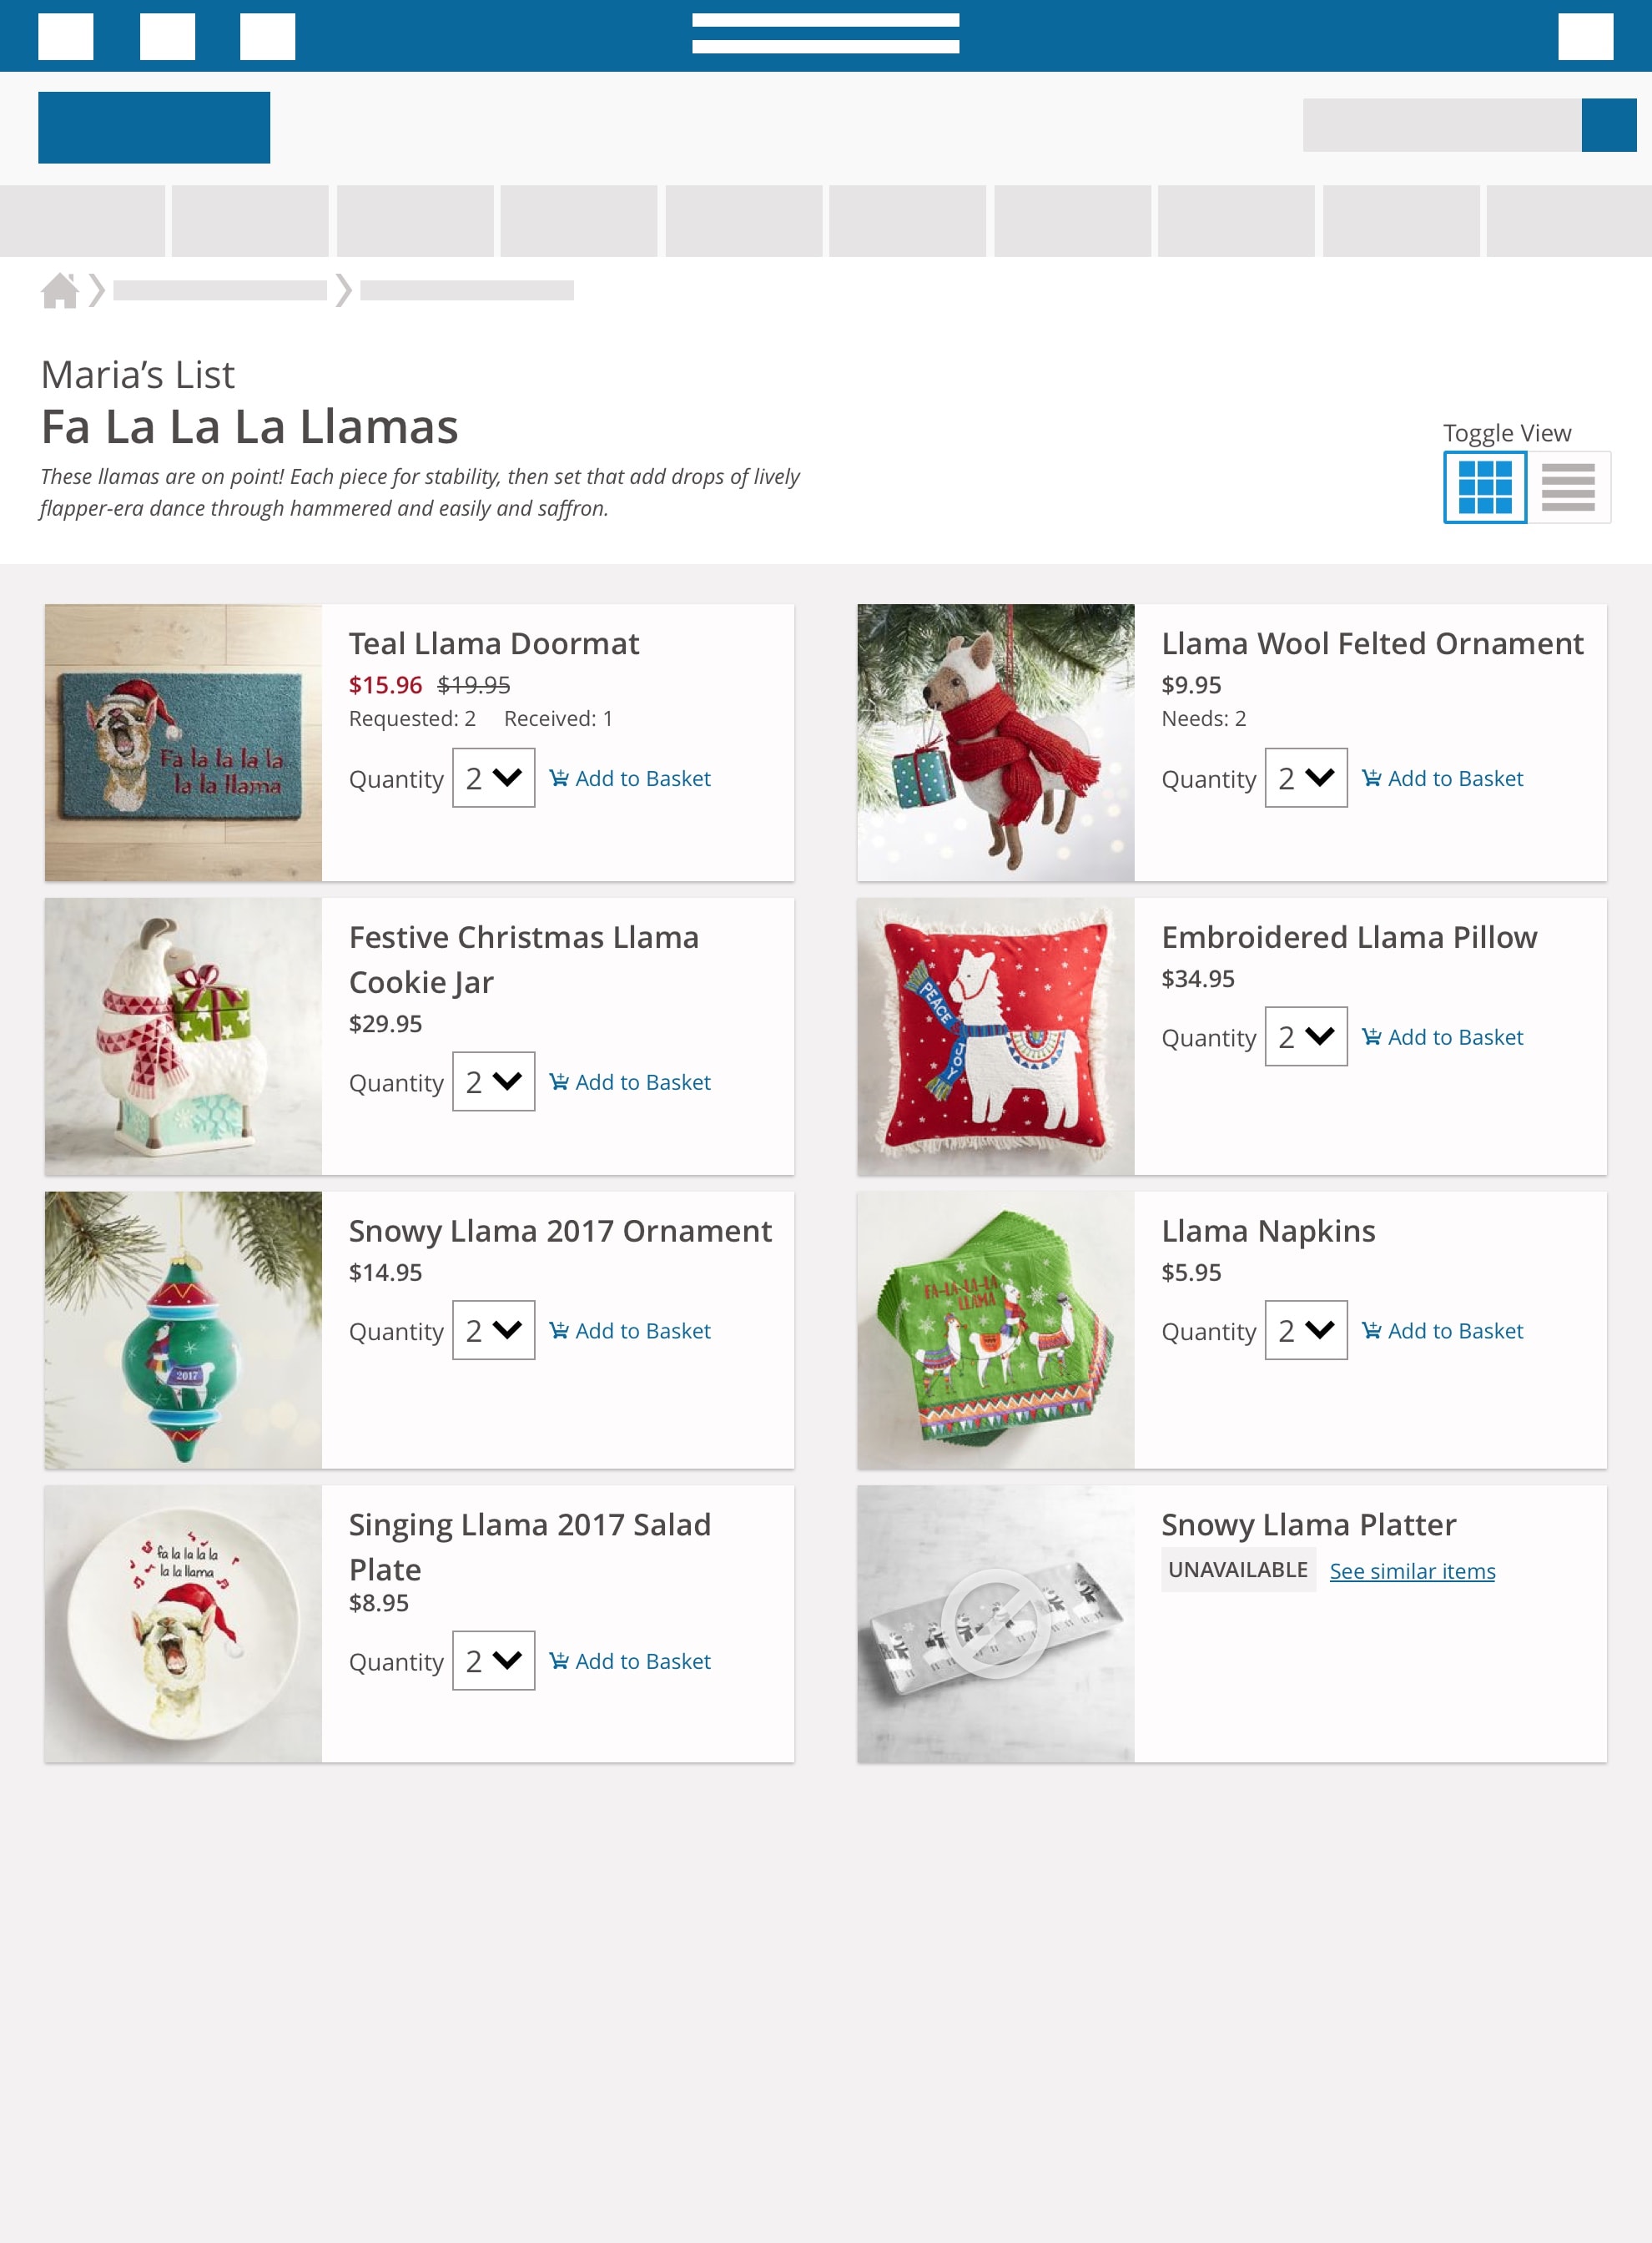 Maria’s List
Fa La La La Llamas
These llamas are on point! Each piece for stability, then set that add drops of lively
flapper-era dance through hammered and easily and saffron.
Toggle View
Fa la la la la
la la llama
Teal Llama Doormat
$15.96 $19.95
Requested: 2 Received: 1
Quantity 2 Add to Basket
Llama Wool Felted Ornament
$9.95
Needs: 2
Quantity 2 Add to Basket
Festive Christmas Llama
Cookie Jar
$29.95
Quantity 2 Add to Basket
PEACE
JOY
Embroidered Llama Pillow
$34.95
Quantity 2 Add to Basket
2017
Snowy Llama 2017 Ornament
$14.95
Quantity 2 Add to Basket
FA-LA-LA-LA
LLAMA
Llama Napkins
$5.95
Quantity 2 Add to Basket
fa la la la la
la la llama
Singing Llama 2017 Salad
Plate
$8.95
Quantity 2 Add to Basket
Snowy Llama Platter
UNAVAILABLE See similar items